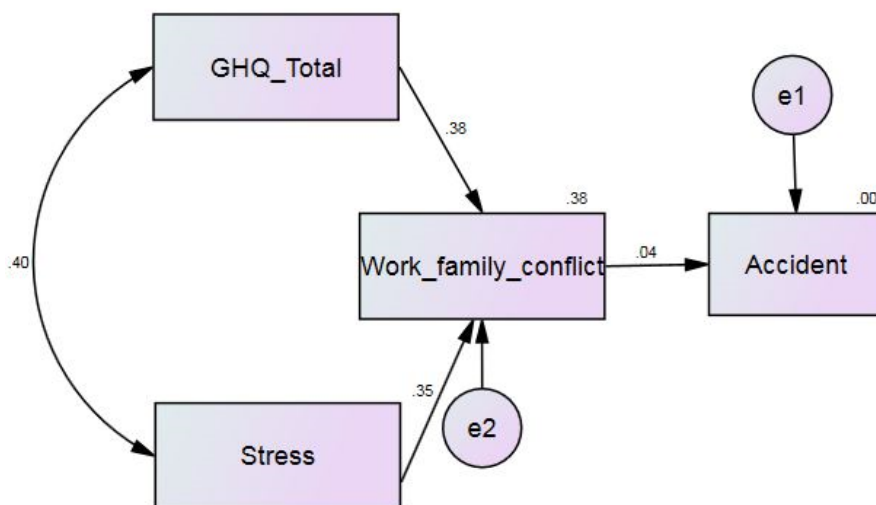 GHQ_Total
e1
.38
.38
.00
.40
Work_family_conflict
.04
Accident
.35
e2
Stress